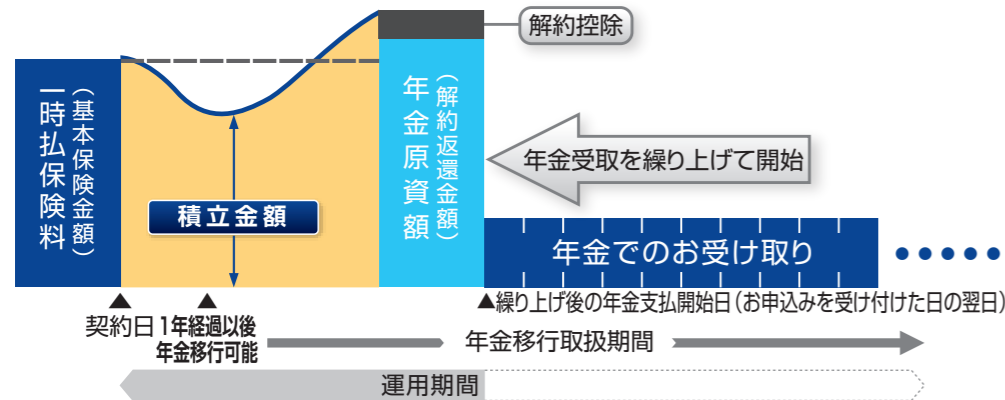 解約控除
一時払保険料
（基本保険金額）
年金原資額
（解約返還金額）
年金受取を繰り上げて開始
積立金額
年金でのお受け取り
▲繰り上げ後の年金支払開始日（お申込みを受け付けた日の翌日）
契約日
1年経過以後
年金移行可能
年金移行取扱期間
運用期間